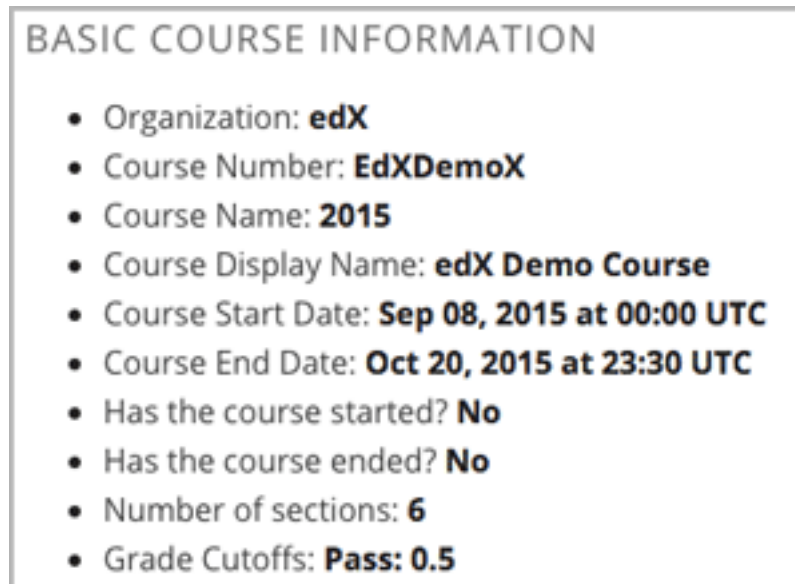 BASIC COURSE INFORMATION
• Organization: edX
• Course Number: EdXDemoX
• Course Name: 2015
• Course Display Name: edX Demo Course
• Course Start Date: Sep 08, 2015 at 00:00 UTC
• Course End Date: Oct 20, 2015 at 23:30 UTC
• Has the course started? No
• Has the course ended? No
• Number of sections: 6
• Grade Cutoffs: Pass: 0.5